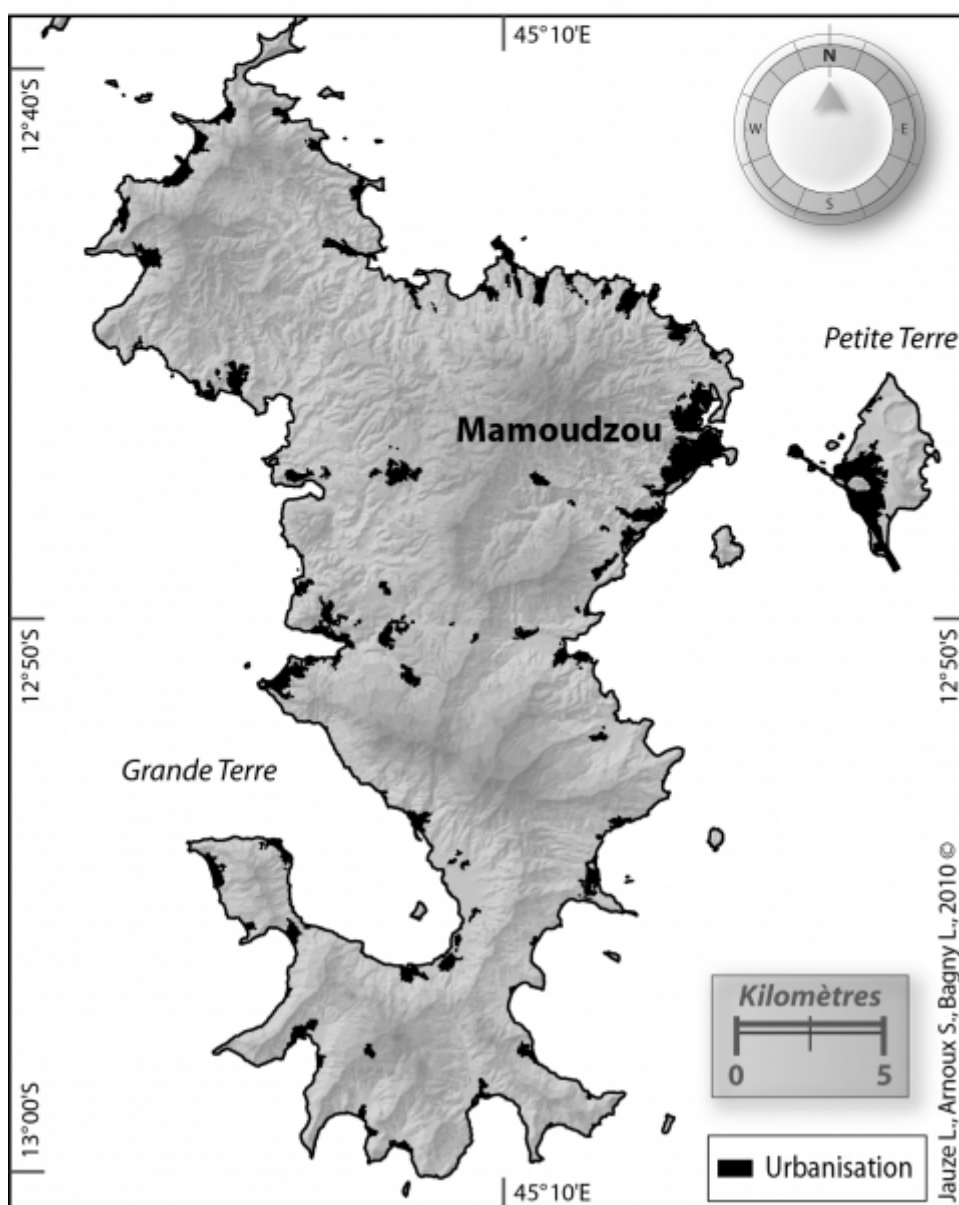 45°10'E
12°40'S
N
W
E
S
Petite Terre
Mamoudzou
12°50'S
12°50'S
Grande Terre
Kilomètres
0 5
13°00'S
Urbanisation
45°10'E
Jauze L., Arnoux S., Bagny L., 2010 ©